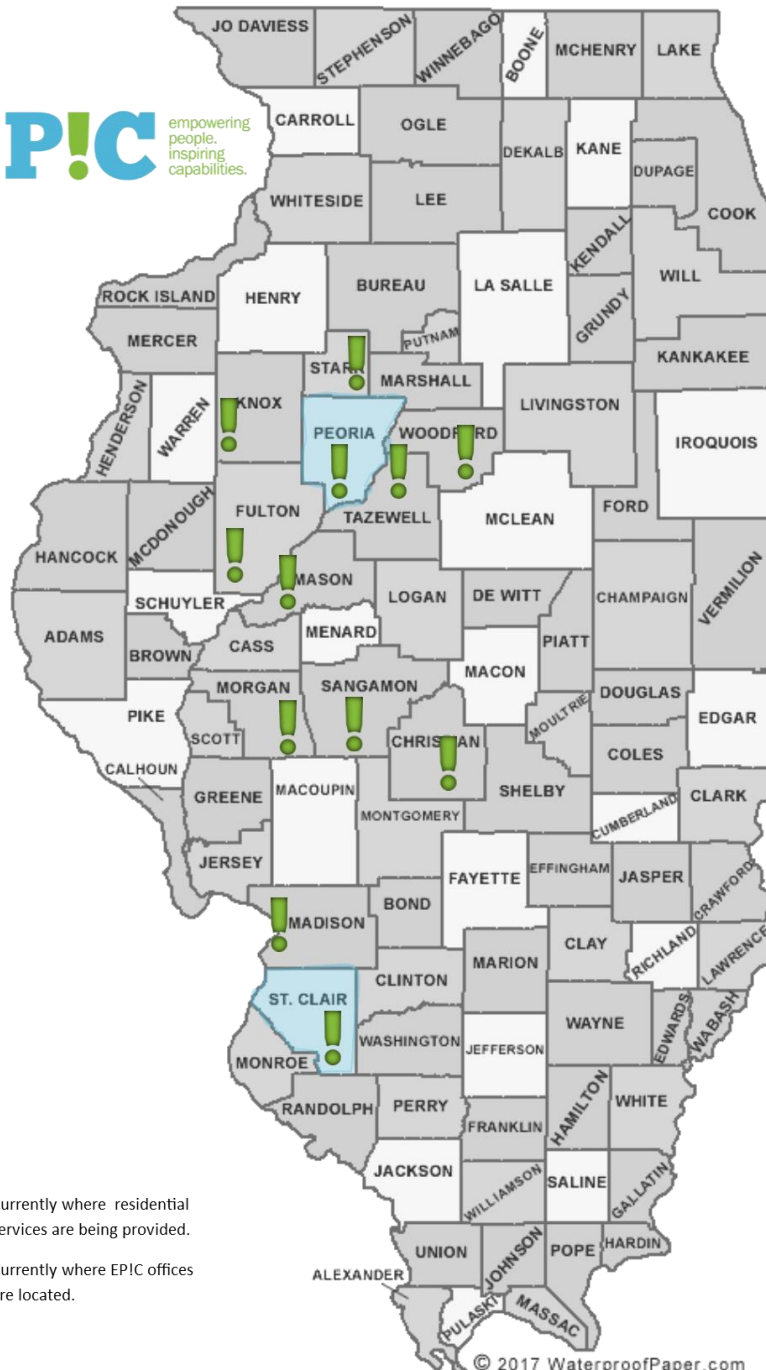 JO DAVIESS
STEPHENSON
WINNEBAGO
BOONE
MCHENRY
LAKE
P!C
empowering
people.
inspiring
capabilities.
CARROLL
OGLE
DEKALB
KANE
DUPAGE
COOK
WHITESIDE
LEE
KENDALL
WILL
ROCK ISLAND
HENRY
BUREAU
LA SALLE
GRUNDY
MERCER
PUTNAM
KANKAKEE
STARK
MARSHALL
HENDERSON
WARREN
KNOX
PEORIA
WOODFORD
LIVINGSTON
IROQUOIS
HANCOCK
MCDONOUGH
FULTON
TAZEWELL
MCLEAN
FORD
SCHUYLER
MASON
LOGAN
DE WITT
CHAMPAIGN
VERMILION
ADAMS
BROWN
CASS
MENARD
PIATT
MACON
PIKE
MORGAN
SANGAMON
DOUGLAS
EDGAR
SCOTT
CHRISTIAN
MOULTRIE
COLES
CALHOUN
GREENE
MACOUPIN
MONTGOMERY
SHELBY
CUMBERLAND
CLARK
JERSEY
FAYETTE
EFFINGHAM
JASPER
CRAWFORD
MADISON
BOND
CLAY
RICHLAND
LAWRENCE
ST. CLAIR
CLINTON
MARION
WAYNE
EDWARDS
WABASH
MONROE
WASHINGTON
JEFFERSON
RANDOLPH
PERRY
FRANKLIN
HAMILTON
WHITE
JACKSON
WILLIAMSON
SALINE
GALLATIN
urrently where residential
ervices are being provided.
urrently where EP!C offices
re located.
UNION
JOHNSON
POPE
HARDIN
ALEXANDER
PULASKI
MASSAC
© 2017 WaterproofPaper.com